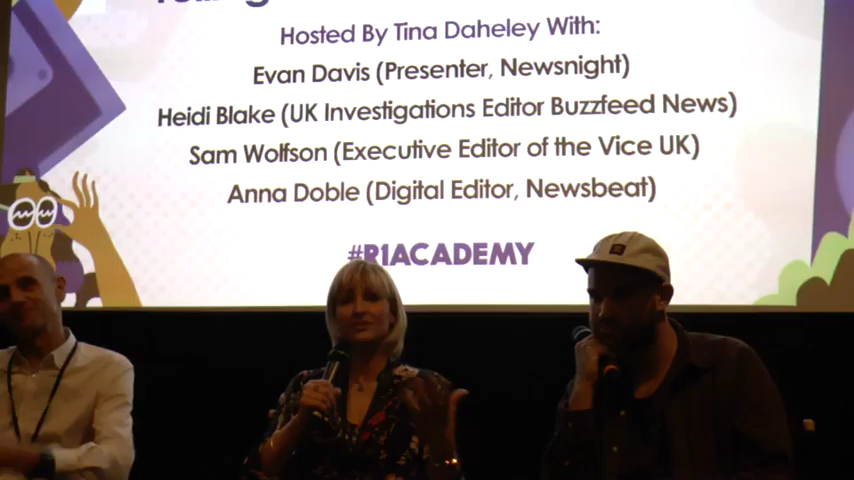 Hosted By Tina Daheley With:
Evan Davis (Presenter, Newsnight)
Heidi Blake (UK Investigations Editor Buzzfeed News)
Sam Wolfson (Executive Editor of the Vice UK)
Anna Doble (Digital Editor, Newsbeat)
#R1ACADEMY